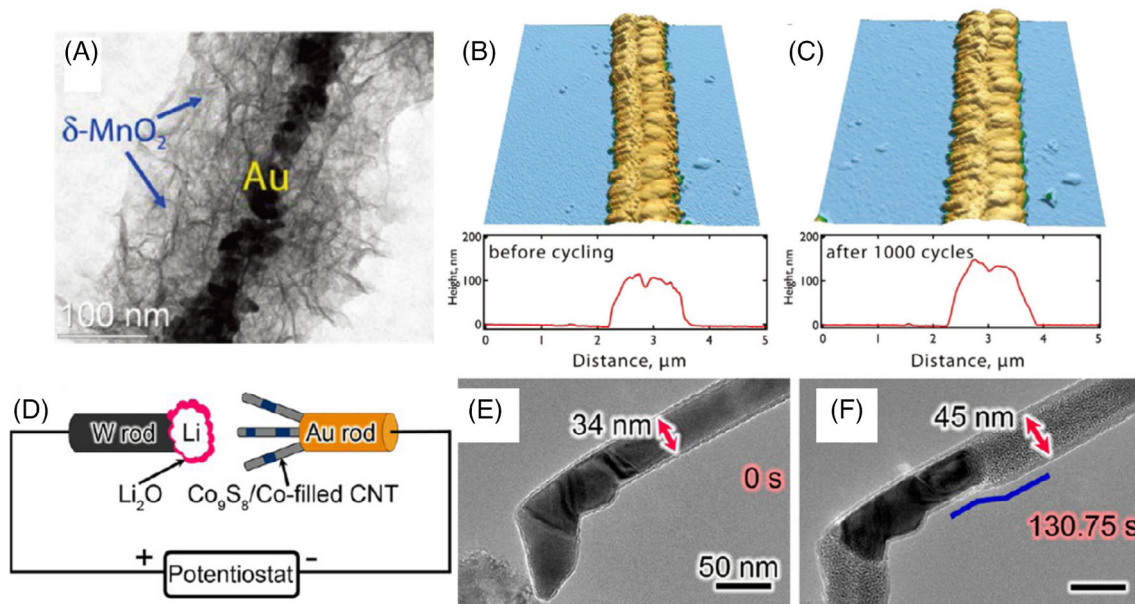 (A)
δ-MnO₂
Au
100 nm
(B)
200
100
0
Height, nm
before cycling
0 1 2 3 4 5
Distance, μm
(C)
200
100
0
Height, nm
after 1000 cycles
0 1 2 3 4 5
Distance, μm
(D)
W rod
Li
Au rod
Li₂O
Co₉S₈/Co-filled CNT
+
−
Potentiostat
(E)
34 nm
0 s
50 nm
(F)
45 nm
130.75 s